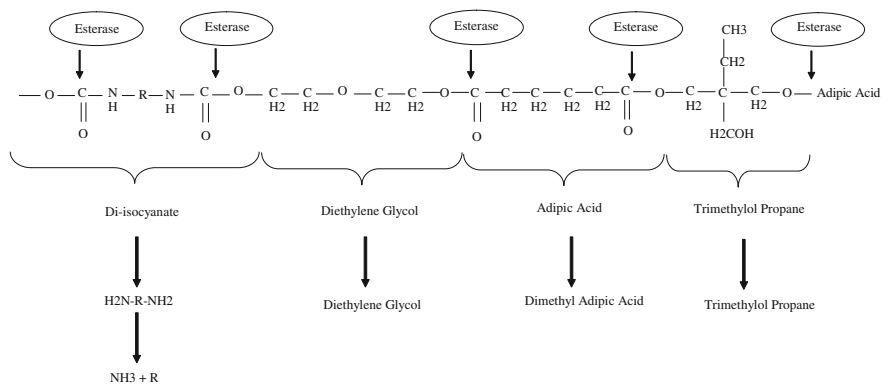 Esterase Esterase Esterase Esterase Esterase
CH3
CH2
O C N R N C O C C O C C O C C C C C C O C C C O Adipic Acid
H H H2 H2 H2 H2 H2 H2 H2 H2 H2 H2
O O O O H2COH
Di-isocyanate Diethylene Glycol Adipic Acid Trimethylol Propane
H2N-R-NH2 Diethylene Glycol Dimethyl Adipic Acid Trimethylol Propane
NH3 + R